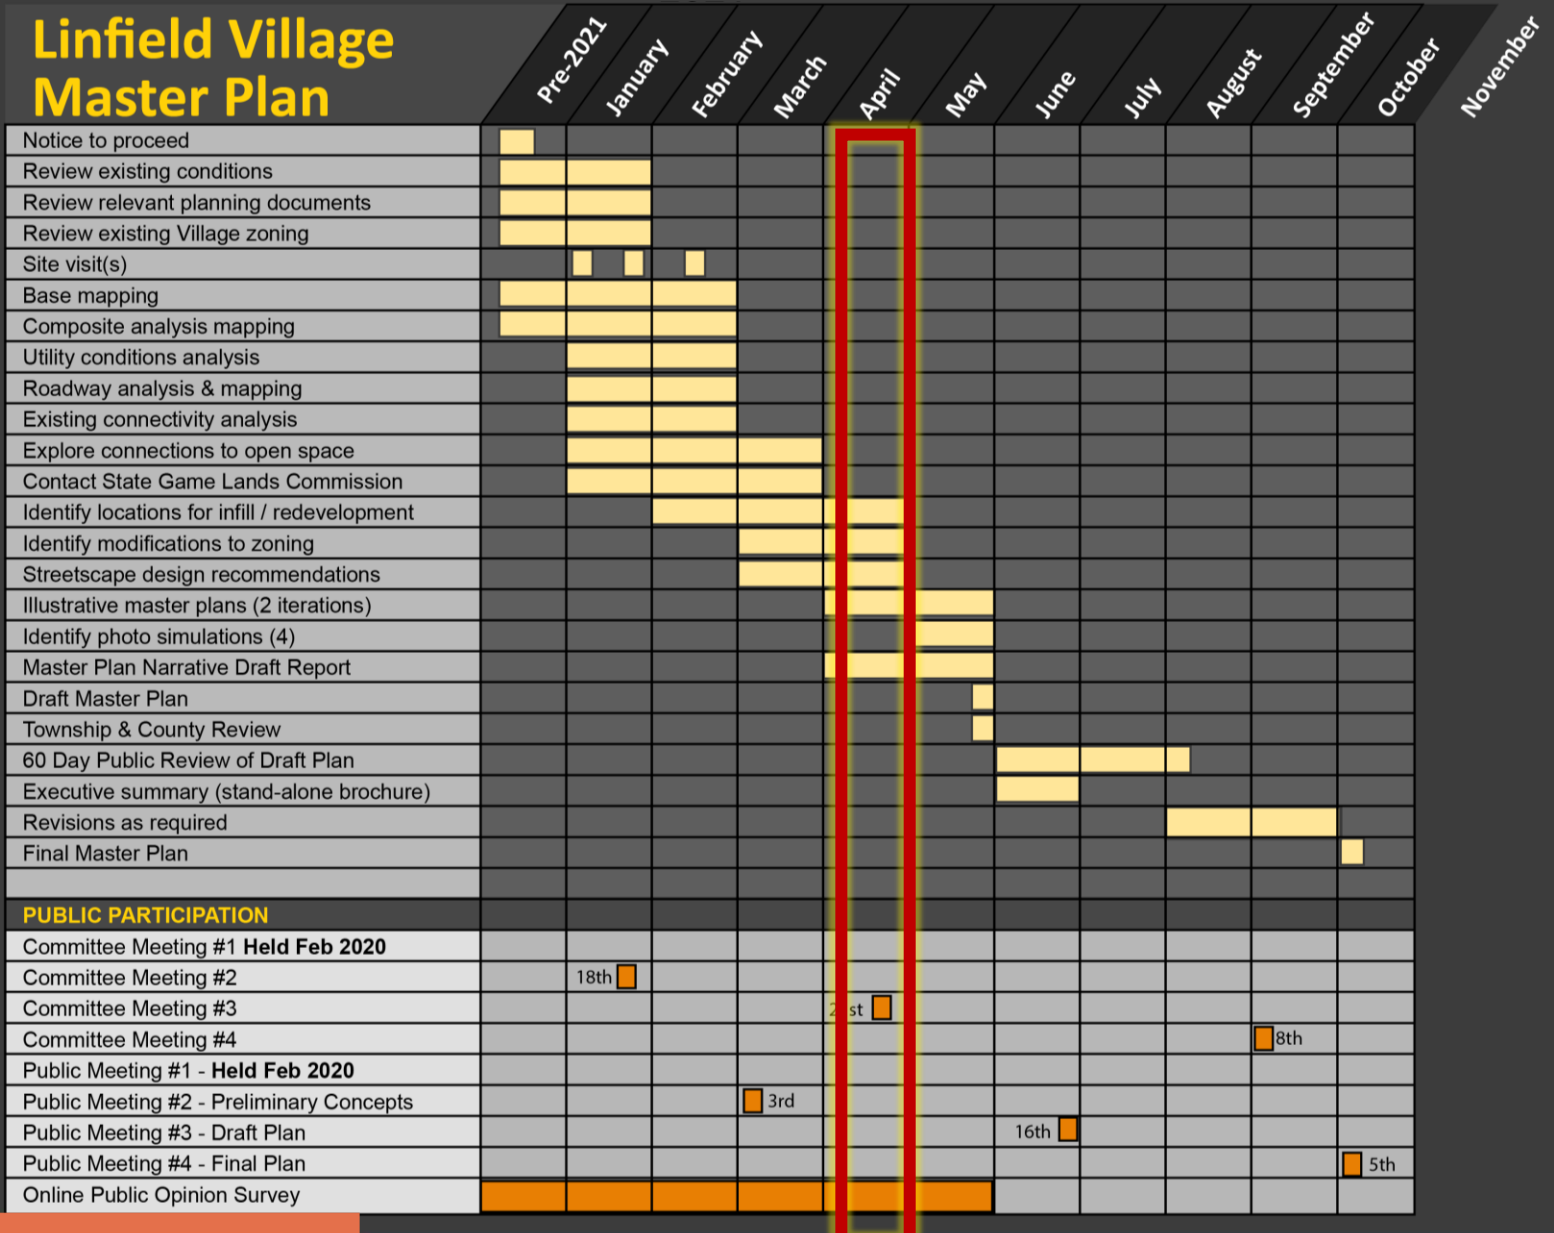 Linfield Village
Master Plan
Pre-2021
January
February
March
April
May
June
July
August
September
October
November
Notice to proceed
Review existing conditions
Review relevant planning documents
Review existing Village zoning
Site visit(s)
Base mapping
Composite analysis mapping
Utility conditions analysis
Roadway analysis & mapping
Existing connectivity analysis
Explore connections to open space
Contact State Game Lands Commission
Identify locations for infill / redevelopment
Identify modifications to zoning
Streetscape design recommendations
Illustrative master plans (2 iterations)
Identify photo simulations (4)
Master Plan Narrative Draft Report
Draft Master Plan
Township & County Review
60 Day Public Review of Draft Plan
Executive summary (stand-alone brochure)
Revisions as required
Final Master Plan
PUBLIC PARTICIPATION
Committee Meeting #1 Held Feb 2020
Committee Meeting #2 18th
Committee Meeting #3
Committee Meeting #4 8th
Public Meeting #1 - Held Feb 2020
Public Meeting #2 - Preliminary Concepts 3rd
Public Meeting #3 - Draft Plan 16th
Public Meeting #4 - Final Plan 5th
Online Public Opinion Survey